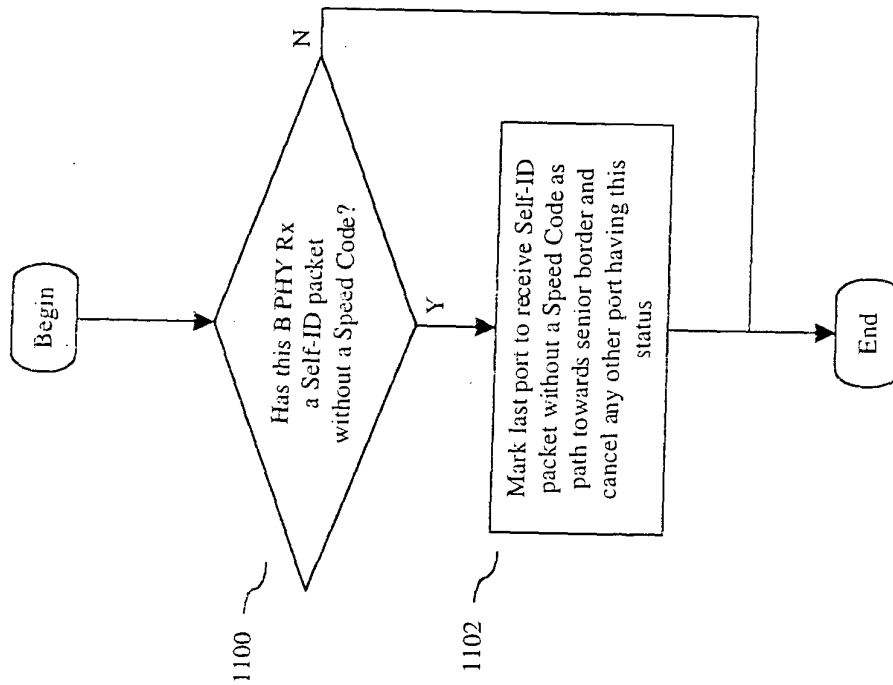 Begin
1100
Has this B PHY Rx
a Self-ID packet
without a Speed Code?
N
Y
1102
Mark last port to receive Self-ID
packet without a Speed Code as
path towards senior border and
cancel any other port having this
status
End